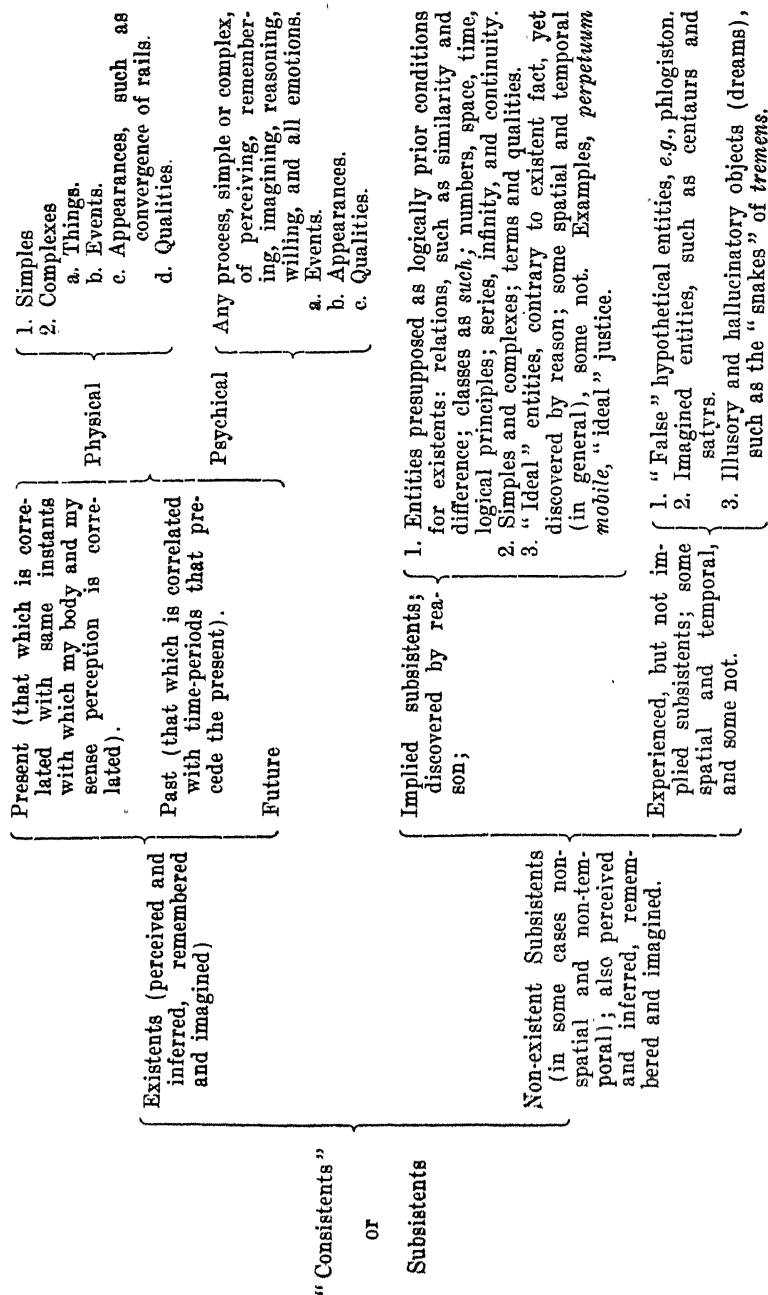 "Consistents"
or
Subsistents
Existents (perceived and
inferred, remembered
and imagined)
Present (that which is corre-
lated with same instants
with which my body and my
sense perception is corre-
lated).
Physical
1. Simples
2. Complexes
a. Things.
b. Events.
c. Appearances, such as
convergence of rails.
d. Qualities.
Psychical
Any process, simple or complex,
of perceiving, remember-
ing, imagining, reasoning,
willing, and all emotions.
a. Events.
b. Appearances.
c. Qualities.
Past (that which is correlated
with time-periods that pre-
cede the present).
Future
Non-existent Subsistents
(in some cases non-
spatial and non-tem-
poral); also perceived
and inferred, remem-
bered and imagined.
Implied subsistents;
discovered by rea-
son;
1. Entities presupposed as logically prior conditions
for existents: relations, such as similarity and
difference; classes as such; numbers, space, time,
logical principles; series, infinity, and continuity.
2. Simples and complexes; terms and qualities.
3. "Ideal" entities, contrary to existent fact, yet
discovered by reason; some spatial and temporal
(in general), some not. Examples, perpetuum
mobile, "ideal" justice.
Experienced, but not im-
plied subsistents; some
spatial and temporal,
and some not.
1. "False" hypothetical entities, e.g., phlogiston.
2. Imagined entities, such as centaurs and
satyrs.
3. Illusory and hallucinatory objects (dreams),
such as the "snakes" of tremens.